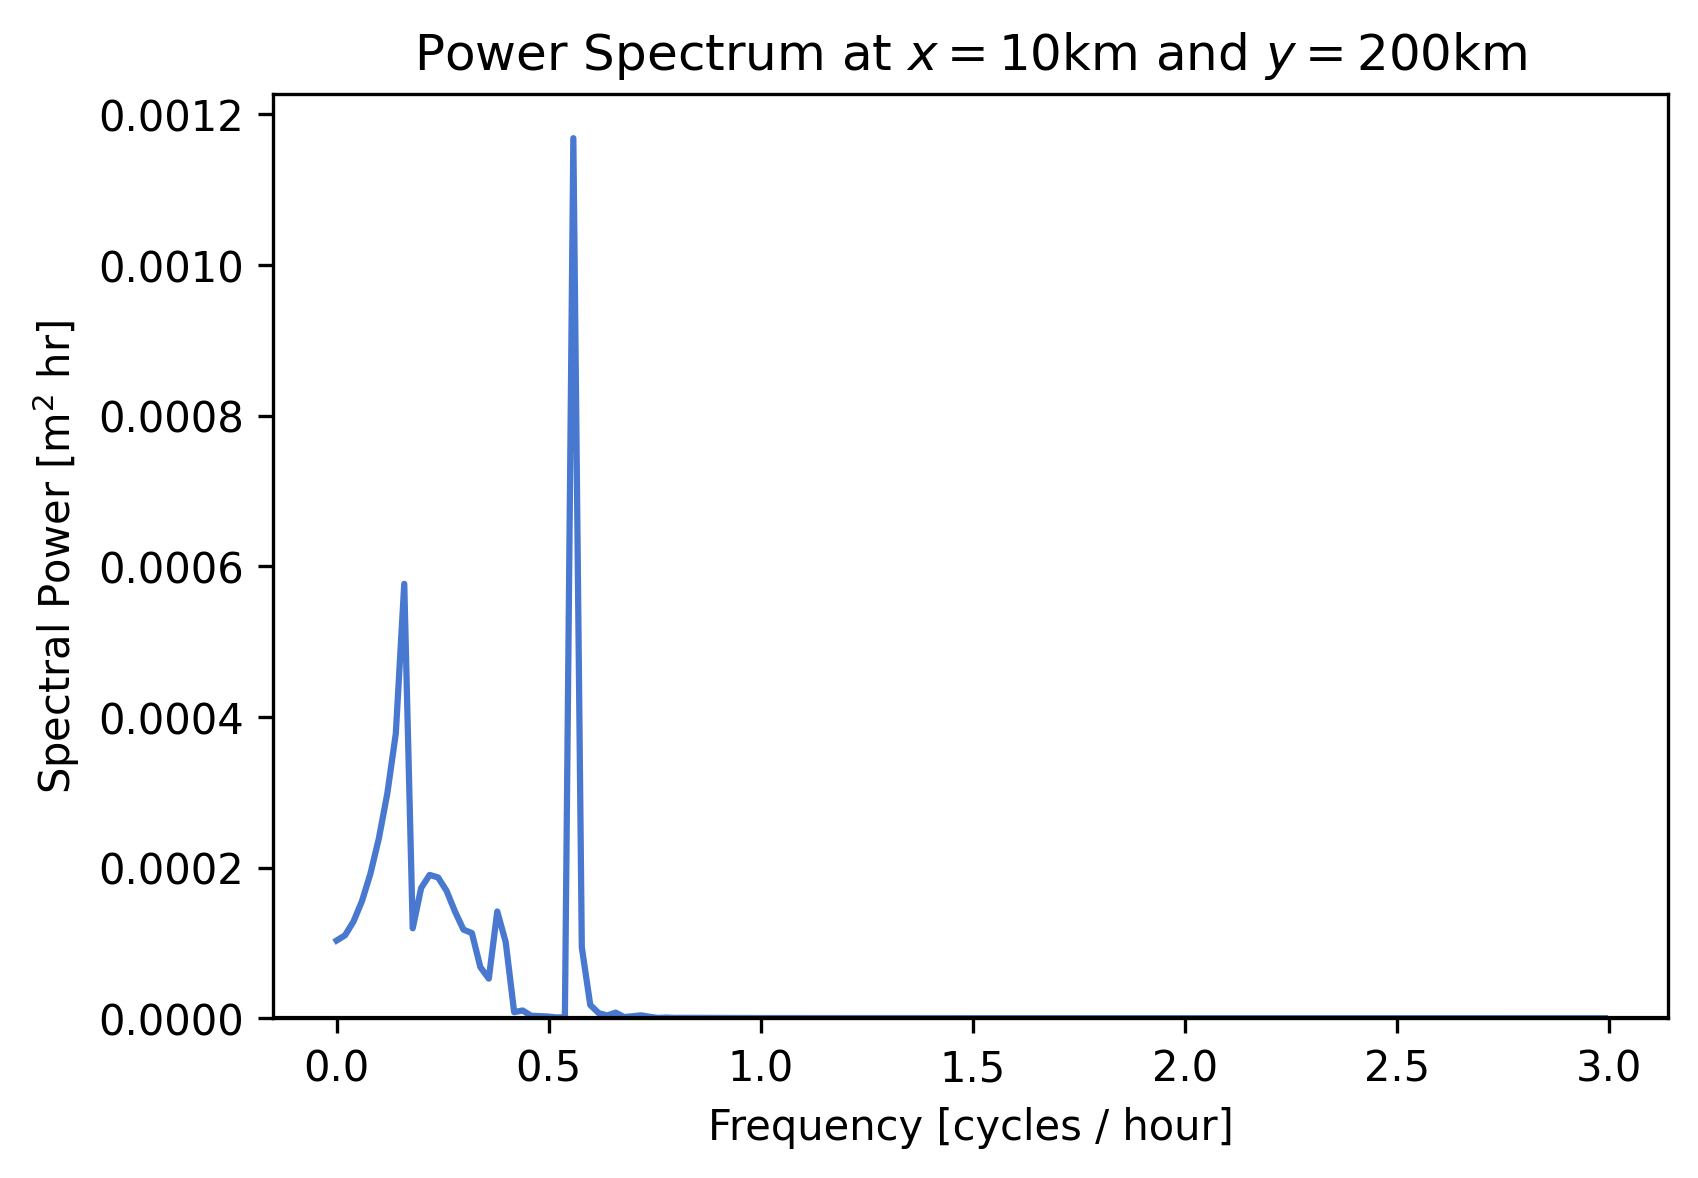 Power Spectrum at x = 10km and y = 200km
Spectral Power [m² hr]
0.0012
0.0010
0.0008
0.0006
0.0004
0.0002
0.0000
0.0 0.5 1.0 1.5 2.0 2.5 3.0
Frequency [cycles / hour]